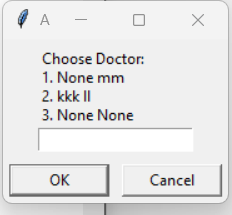 A
Choose Doctor:
1. None mm
2. kkk ll
3. None None
OK
Cancel